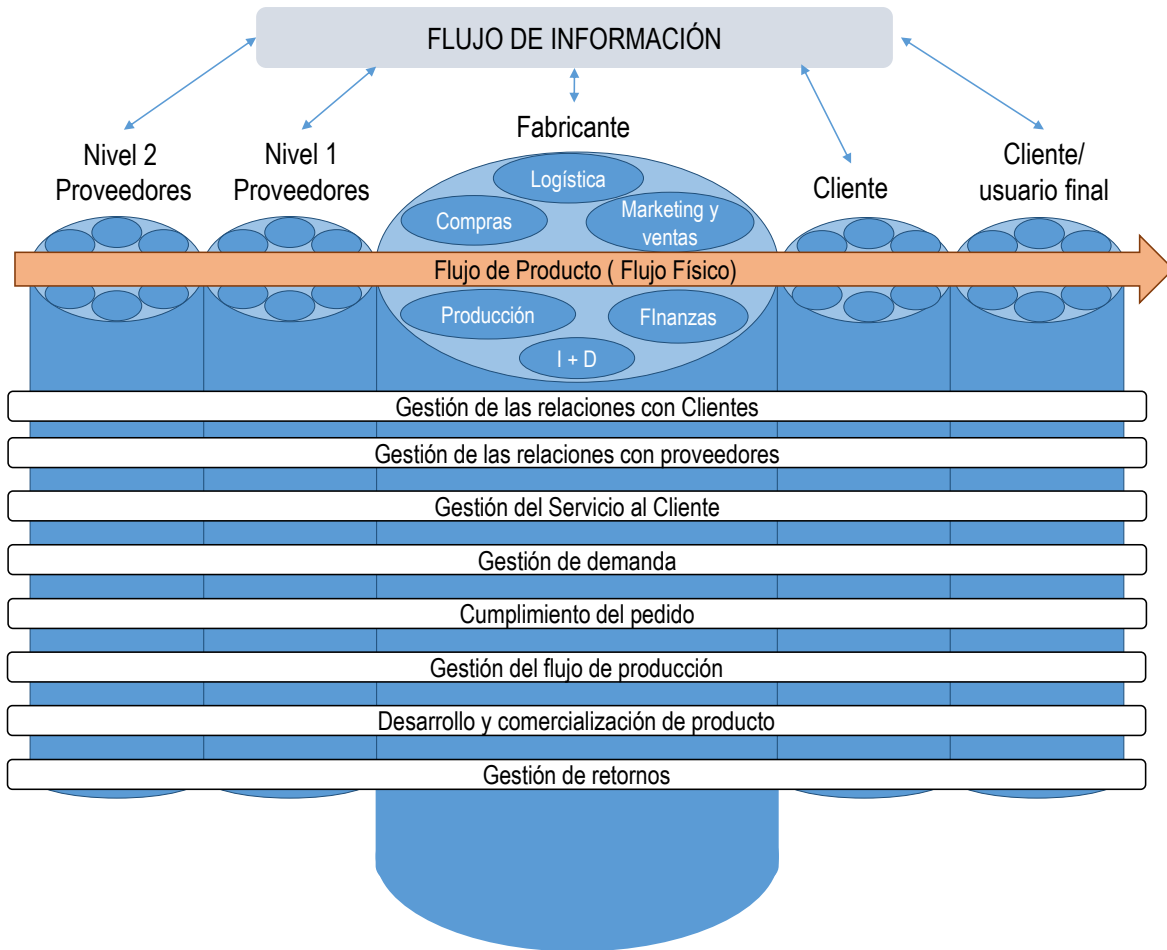 FLUJO DE INFORMACIÓN
Nivel 2
Proveedores
Nivel 1
Proveedores
Fabricante
Cliente
Cliente/
usuario final
Logística
Compras
Marketing y
ventas
Flujo de Producto ( Flujo Físico)
Producción
FInanzas
I + D
Gestión de las relaciones con Clientes
Gestión de las relaciones con proveedores
Gestión del Servicio al Cliente
Gestión de demanda
Cumplimiento del pedido
Gestión del flujo de producción
Desarrollo y comercialización de producto
Gestión de retornos